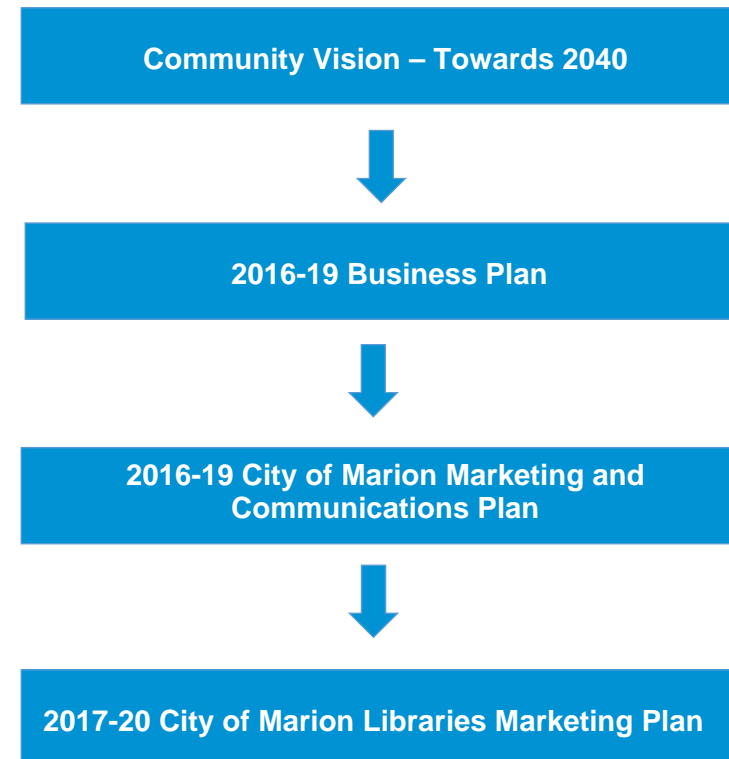 Community Vision – Towards 2040
2016-19 Business Plan
2016-19 City of Marion Marketing and
Communications Plan
2017-20 City of Marion Libraries Marketing Plan